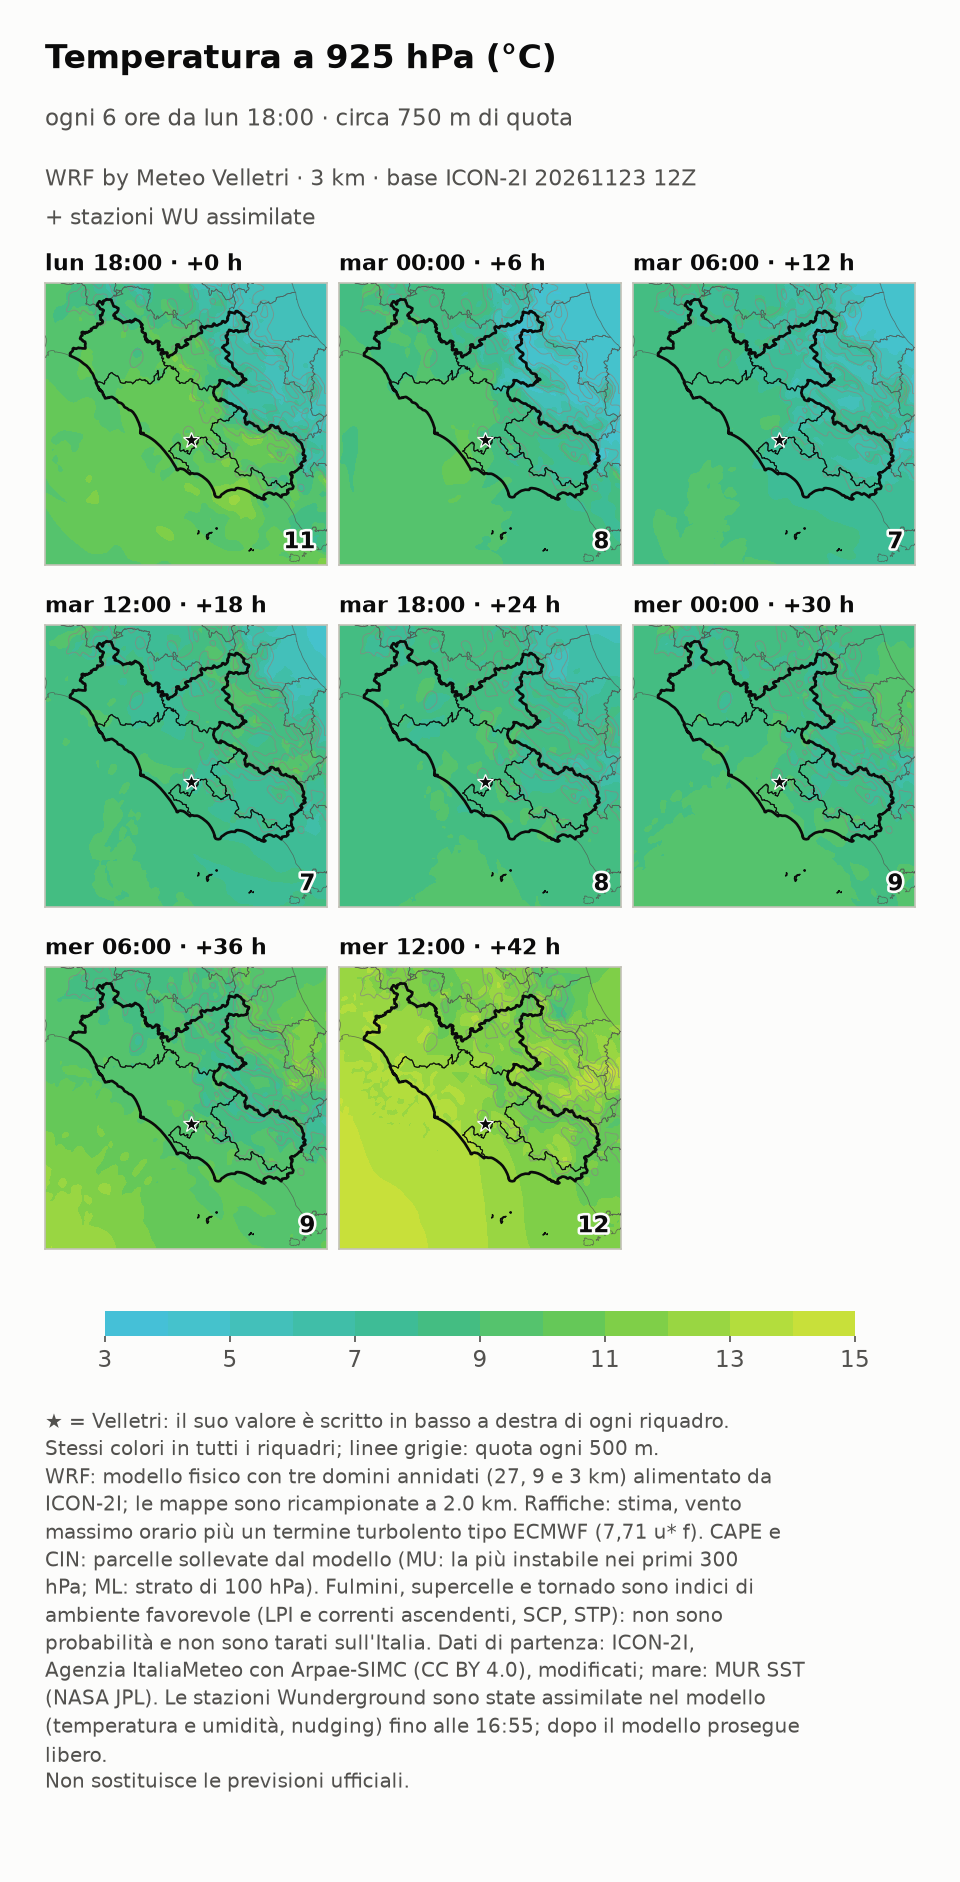 Temperatura a 925 hPa (°C)
ogni 6 ore da lun 18:00 · circa 750 m di quota
WRF by Meteo Velletri · 3 km · base ICON-2I 20261123 12Z
+ stazioni WU assimilate
lun 18:00 · +0 h
mar 00:00 · +6 h
mar 06:00 · +12 h
11
8
7
mar 12:00 · +18 h
mar 18:00 · +24 h
mer 00:00 · +30 h
7
8
9
mer 06:00 · +36 h
mer 12:00 · +42 h
9
12
3 5 7 9 11 13 15
★ = Velletri: il suo valore è scritto in basso a destra di ogni riquadro.
Stessi colori in tutti i riquadri; linee grigie: quota ogni 500 m.
WRF: modello fisico con tre domini annidati (27, 9 e 3 km) alimentato da
ICON-2I; le mappe sono ricampionate a 2.0 km. Raffiche: stima, vento
massimo orario più un termine turbolento tipo ECMWF (7,71 u* f). CAPE e
CIN: parcelle sollevate dal modello (MU: la più instabile nei primi 300
hPa; ML: strato di 100 hPa). Fulmini, supercelle e tornado sono indici di
ambiente favorevole (LPI e correnti ascendenti, SCP, STP): non sono
probabilità e non sono tarati sull'Italia. Dati di partenza: ICON-2I,
Agenzia ItaliaMeteo con Arpae-SIMC (CC BY 4.0), modificati; mare: MUR SST
(NASA JPL). Le stazioni Wunderground sono state assimilate nel modello
(temperatura e umidità, nudging) fino alle 16:55; dopo il modello prosegue
libero.
Non sostituisce le previsioni ufficiali.